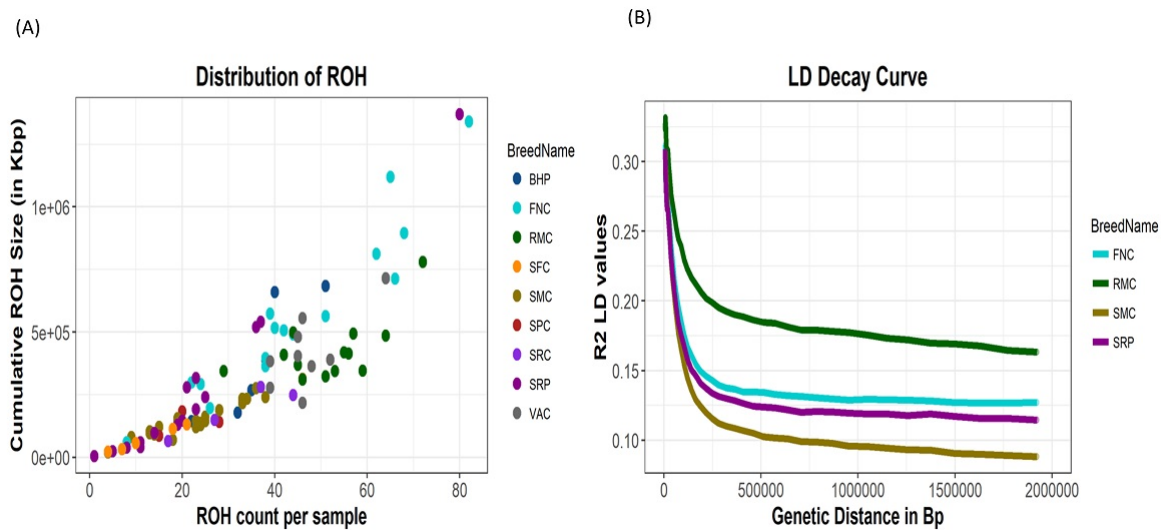 (A)
Distribution of ROH
Cumulative ROH Size (in Kbp)
1e+06
5e+05
0e+00
0 20 40 60 80
ROH count per sample
BreedName
BHP
FNC
RMC
SFC
SMC
SPC
SRC
SRP
VAC
(B)
LD Decay Curve
R2 LD values
0.30
0.25
0.20
0.15
0.10
0 500000 1000000 1500000 2000000
Genetic Distance in Bp
BreedName
FNC
RMC
SMC
SRP